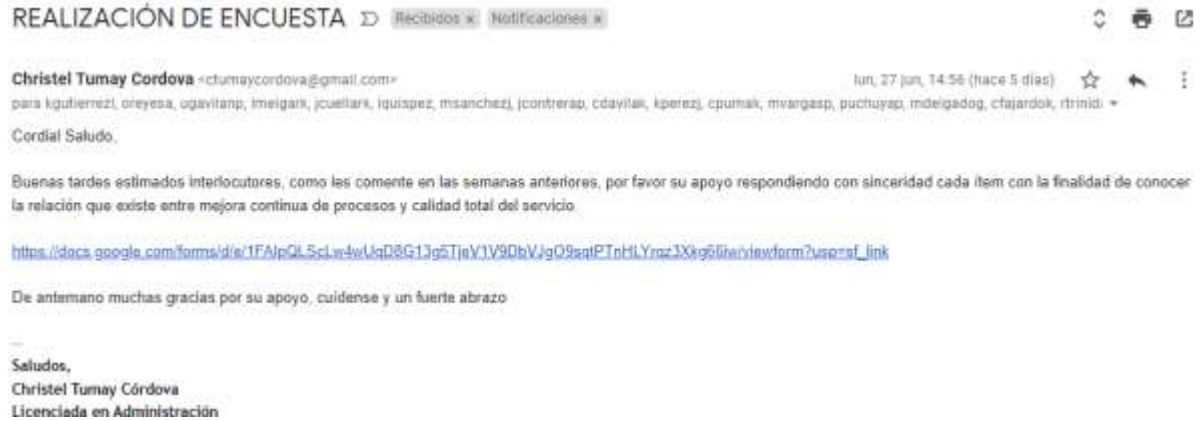 REALIZACIÓN DE ENCUESTA Recibidos x Notificaciones x
Christel Tumay Cordova <ctumaycordova@gmail.com> lun, 27 jun, 14:56 (hace 5 días)
para kgutierrezl, oreyesa, ogavilanp, lmelgark, jcuellark, iquispez, msanchezj, jcontrerap, cdavilak, kperezj, cpumak, mvargasp, puchuyap, mdelgadog, cfajardok,
Cordial Saludo,
Buenas tardes estimados interlocutores, como les comente en las semanas anteriores, por favor su apoyo respondiendo con sinceridad cada ítem con la finalidad de conocer
la relación que existe entre mejora continua de procesos y calidad total del servicio.
De antemano muchas gracias por su apoyo, cuídense y un fuerte abrazo
--
Saludos,
Christel Tumay Córdova
Licenciada en Administración